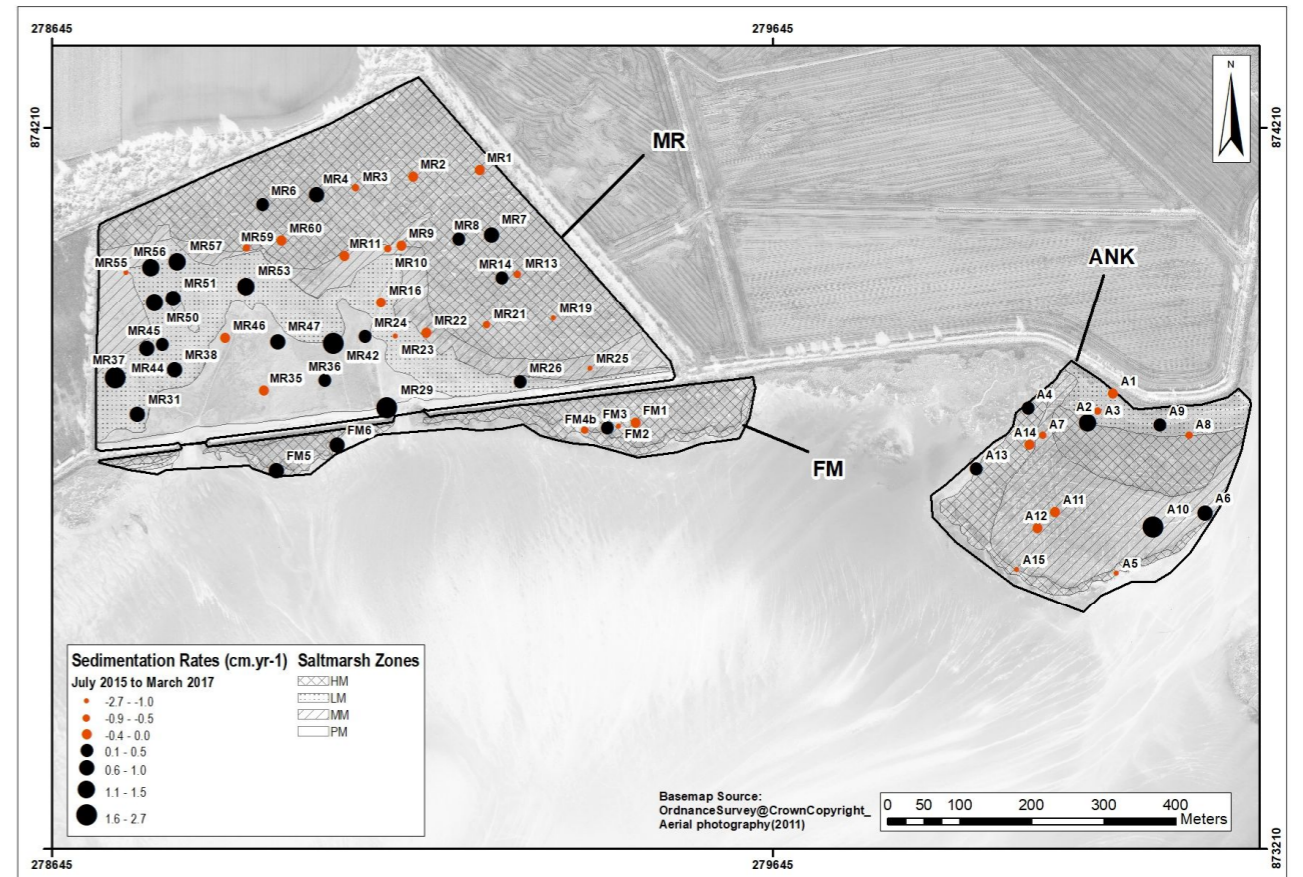 278645
279645
N
874210
874210
MR
MR1
MR2
MR3
MR4
MR6
MR7
MR8
MR9
MR60
MR59
MR11
MR10
ANK
MR57
MR56
MR55
MR53
MR14
MR13
MR51
MR50
MR16
MR19
MR21
MR22
MR24
MR23
MR46
MR47
MR45
MR42
MR37
MR44
MR38
MR36
MR25
MR26
MR35
MR29
MR31
A1
A4
A2
A3
A9
FM4b
FM3
FM1
FM2
FM6
A14
A7
A8
FM
FM5
A13
A11
A6
A12
A10
A15
A5
Sedimentation Rates (cm.yr-1)
July 2015 to March 2017
-2.7 - -1.0
-0.9 - -0.5
-0.4 - 0.0
0.1 - 0.5
0.6 - 1.0
1.1 - 1.5
1.6 - 2.7
Saltmarsh Zones
HM
LM
MM
PM
Basemap Source:
OrdnanceSurvey@CrownCopyright_
Aerial photography(2011)
0 50 100 200 300 400
Meters
873210
873210
278645
279645